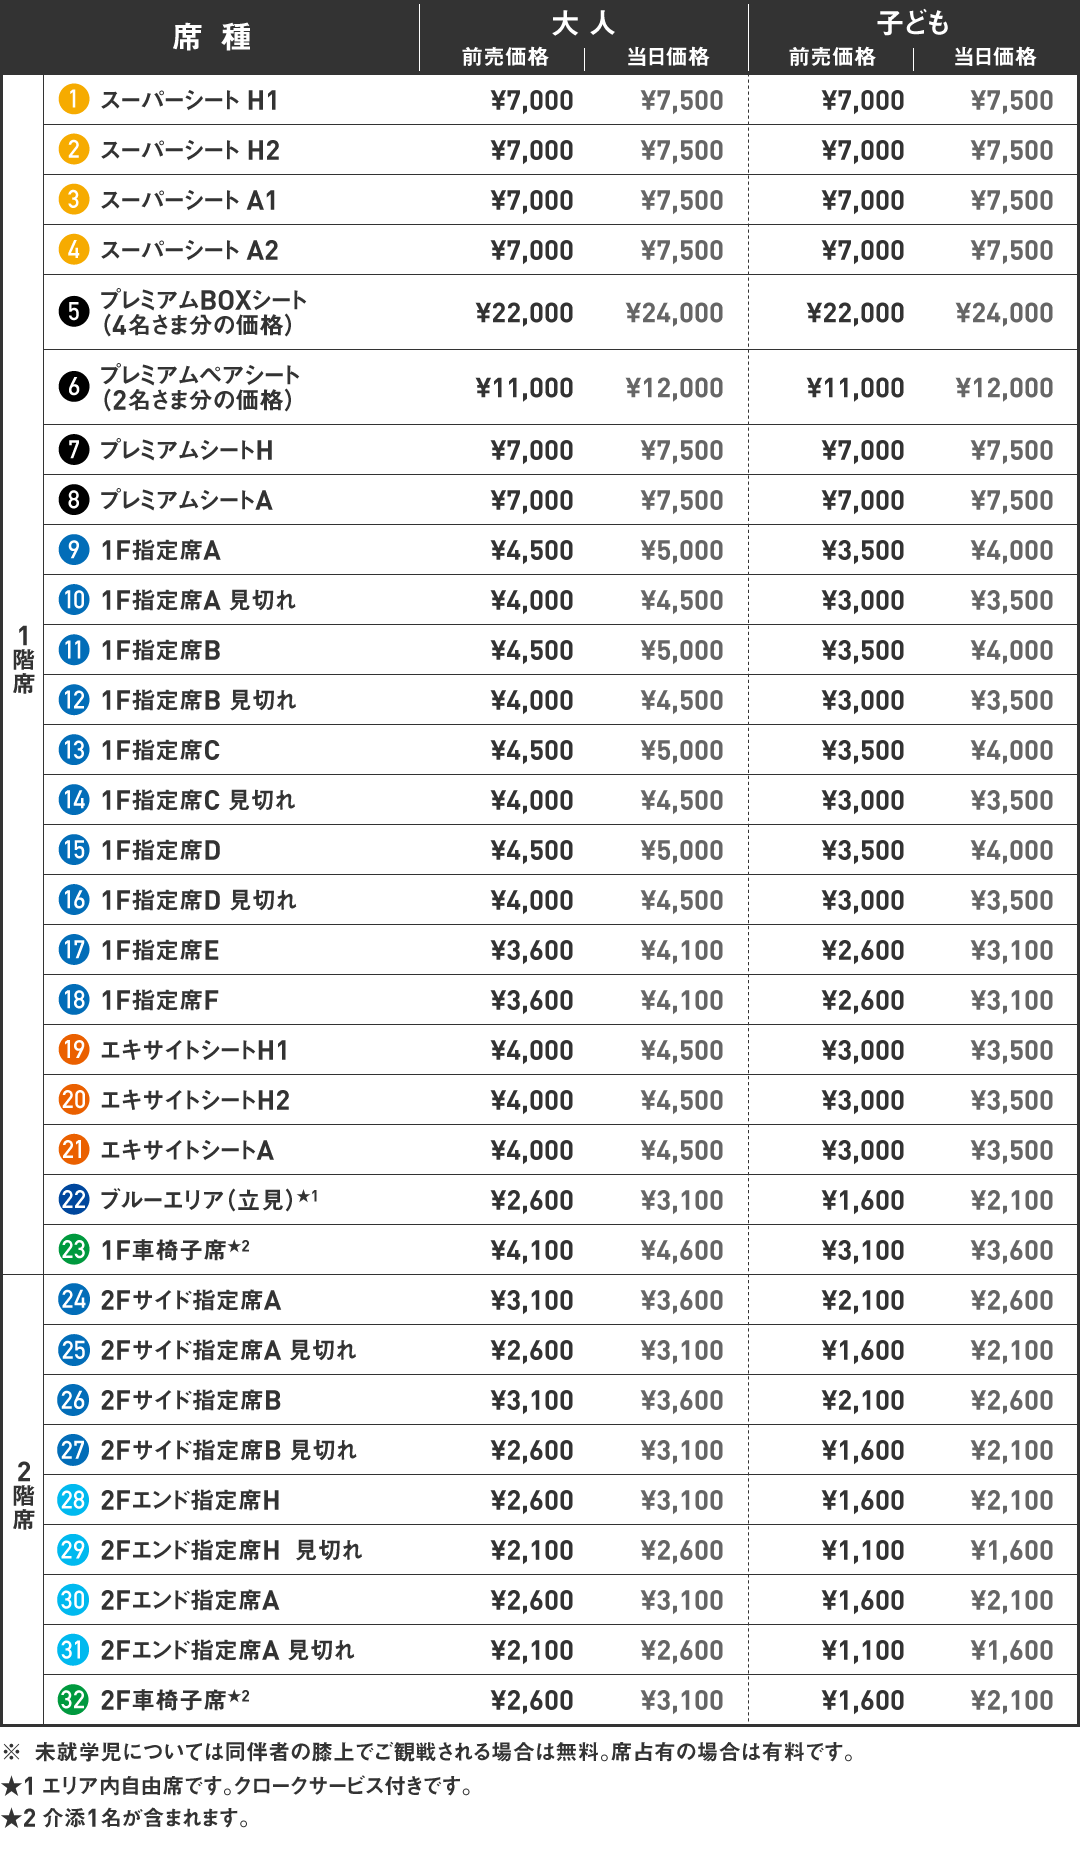 席種 大人 子ども
前売価格 当日価格 前売価格 当日価格
1階席
1 スーパーシート H1 ¥7,000 ¥7,500 ¥7,000 ¥7,500
2 スーパーシート H2 ¥7,000 ¥7,500 ¥7,000 ¥7,500
3 スーパーシート A1 ¥7,000 ¥7,500 ¥7,000 ¥7,500
4 スーパーシート A2 ¥7,000 ¥7,500 ¥7,000 ¥7,500
5 プレミアムBOXシート
(4名さま分の価格) ¥22,000 ¥24,000 ¥22,000 ¥24,000
6 プレミアムペアシート
(2名さま分の価格) ¥11,000 ¥12,000 ¥11,000 ¥12,000
7 プレミアムシートH ¥7,000 ¥7,500 ¥7,000 ¥7,500
8 プレミアムシートA ¥7,000 ¥7,500 ¥7,000 ¥7,500
9 1F指定席A ¥4,500 ¥5,000 ¥3,500 ¥4,000
10 1F指定席A 見切れ ¥4,000 ¥4,500 ¥3,000 ¥3,500
11 1F指定席B ¥4,500 ¥5,000 ¥3,500 ¥4,000
12 1F指定席B 見切れ ¥4,000 ¥4,500 ¥3,000 ¥3,500
13 1F指定席C ¥4,500 ¥5,000 ¥3,500 ¥4,000
14 1F指定席C 見切れ ¥4,000 ¥4,500 ¥3,000 ¥3,500
15 1F指定席D ¥4,500 ¥5,000 ¥3,500 ¥4,000
16 1F指定席D 見切れ ¥4,000 ¥4,500 ¥3,000 ¥3,500
17 1F指定席E ¥3,600 ¥4,100 ¥2,600 ¥3,100
18 1F指定席F ¥3,600 ¥4,100 ¥2,600 ¥3,100
19 エキサイトシートH1 ¥4,000 ¥4,500 ¥3,000 ¥3,500
20 エキサイトシートH2 ¥4,000 ¥4,500 ¥3,000 ¥3,500
21 エキサイトシートA ¥4,000 ¥4,500 ¥3,000 ¥3,500
22 ブルーエリア(立見)★1 ¥2,600 ¥3,100 ¥1,600 ¥2,100
23 1F車椅子席★2 ¥4,100 ¥4,600 ¥3,100 ¥3,600
2階席
24 2Fサイド指定席A ¥3,100 ¥3,600 ¥2,100 ¥2,600
25 2Fサイド指定席A 見切れ ¥2,600 ¥3,100 ¥1,600 ¥2,100
26 2Fサイド指定席B ¥3,100 ¥3,600 ¥2,100 ¥2,600
27 2Fサイド指定席B 見切れ ¥2,600 ¥3,100 ¥1,600 ¥2,100
28 2Fエンド指定席H ¥2,600 ¥3,100 ¥1,600 ¥2,100
29 2Fエンド指定席H 見切れ ¥2,100 ¥2,600 ¥1,100 ¥1,600
30 2Fエンド指定席A ¥2,600 ¥3,100 ¥1,600 ¥2,100
31 2Fエンド指定席A 見切れ ¥2,100 ¥2,600 ¥1,100 ¥1,600
32 2F車椅子席★2 ¥2,600 ¥3,100 ¥1,600 ¥2,100
※ 未就学児については同伴者の膝上でご観戦される場合は無料。席占有の場合は有料です。
★1 エリア内自由席です。クロークサービス付きです。
★2 介添1名が含まれます。